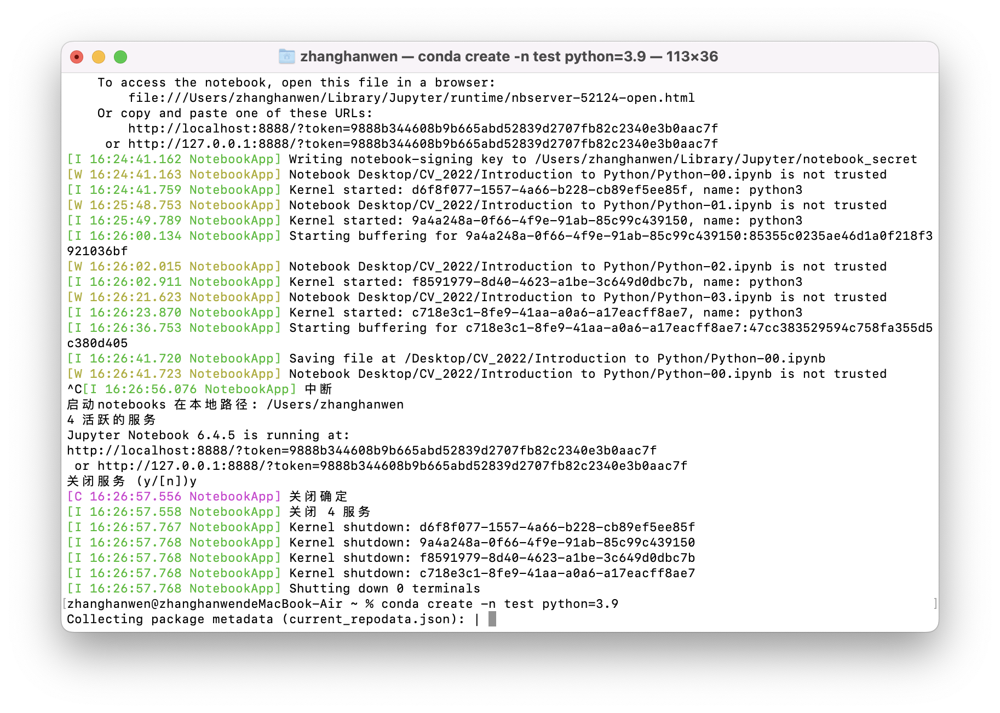 zhanghanwen — conda create -n test python=3.9 — 113×36
To access the notebook, open this file in a browser:
file:///Users/zhanghanwen/Library/Jupyter/runtime/nbserver-52124-open.html
Or copy and paste one of these URLs:
http://localhost:8888/?token=9888b344608b9b665abd52839d2707fb82c2340e3b0aac7f
or http://127.0.0.1:8888/?token=9888b344608b9b665abd52839d2707fb82c2340e3b0aac7f
[I 16:24:41.162 NotebookApp] Writing notebook-signing key to /Users/zhanghanwen/Library/Jupyter/notebook_secret
[W 16:24:41.163 NotebookApp] Notebook Desktop/CV_2022/Introduction to Python/Python-00.ipynb is not trusted
[I 16:24:41.759 NotebookApp] Kernel started: d6f8f077-1557-4a66-b228-cb89ef5ee85f, name: python3
[W 16:25:48.753 NotebookApp] Notebook Desktop/CV_2022/Introduction to Python/Python-01.ipynb is not trusted
[I 16:25:49.789 NotebookApp] Kernel started: 9a4a248a-0f66-4f9e-91ab-85c99c439150, name: python3
[I 16:26:00.134 NotebookApp] Starting buffering for 9a4a248a-0f66-4f9e-91ab-85c99c439150:85355c0235ae46d1a0f218f3
921036bf
[W 16:26:02.015 NotebookApp] Notebook Desktop/CV_2022/Introduction to Python/Python-02.ipynb is not trusted
[I 16:26:02.911 NotebookApp] Kernel started: f8591979-8d40-4623-a1be-3c649d0dbc7b, name: python3
[W 16:26:21.623 NotebookApp] Notebook Desktop/CV_2022/Introduction to Python/Python-03.ipynb is not trusted
[I 16:26:23.870 NotebookApp] Kernel started: c718e3c1-8fe9-41aa-a0a6-a17eacff8ae7, name: python3
[I 16:26:36.753 NotebookApp] Starting buffering for c718e3c1-8fe9-41aa-a0a6-a17eacff8ae7:47cc383529594c758fa355d5
c380d405
[I 16:26:41.720 NotebookApp] Saving file at /Desktop/CV_2022/Introduction to Python/Python-00.ipynb
[W 16:26:41.723 NotebookApp] Notebook Desktop/CV_2022/Introduction to Python/Python-00.ipynb is not trusted
^C[I 16:26:56.076 NotebookApp] 中断
启动notebooks 在本地路径: /Users/zhanghanwen
4 活跃的服务
Jupyter Notebook 6.4.5 is running at:
http://localhost:8888/?token=9888b344608b9b665abd52839d2707fb82c2340e3b0aac7f
or http://127.0.0.1:8888/?token=9888b344608b9b665abd52839d2707fb82c2340e3b0aac7f
关闭服务 (y/[n])y
[C 16:26:57.556 NotebookApp] 关闭确定
[I 16:26:57.558 NotebookApp] 关闭 4 服务
[I 16:26:57.767 NotebookApp] Kernel shutdown: d6f8f077-1557-4a66-b228-cb89ef5ee85f
[I 16:26:57.768 NotebookApp] Kernel shutdown: 9a4a248a-0f66-4f9e-91ab-85c99c439150
[I 16:26:57.768 NotebookApp] Kernel shutdown: f8591979-8d40-4623-a1be-3c649d0dbc7b
[I 16:26:57.768 NotebookApp] Kernel shutdown: c718e3c1-8fe9-41aa-a0a6-a17eacff8ae7
[I 16:26:57.768 NotebookApp] Shutting down 0 terminals
[zhanghanwen@zhanghanwendeMacBook-Air ~ % conda create -n test python=3.9 ]
Collecting package metadata (current_repodata.json): |